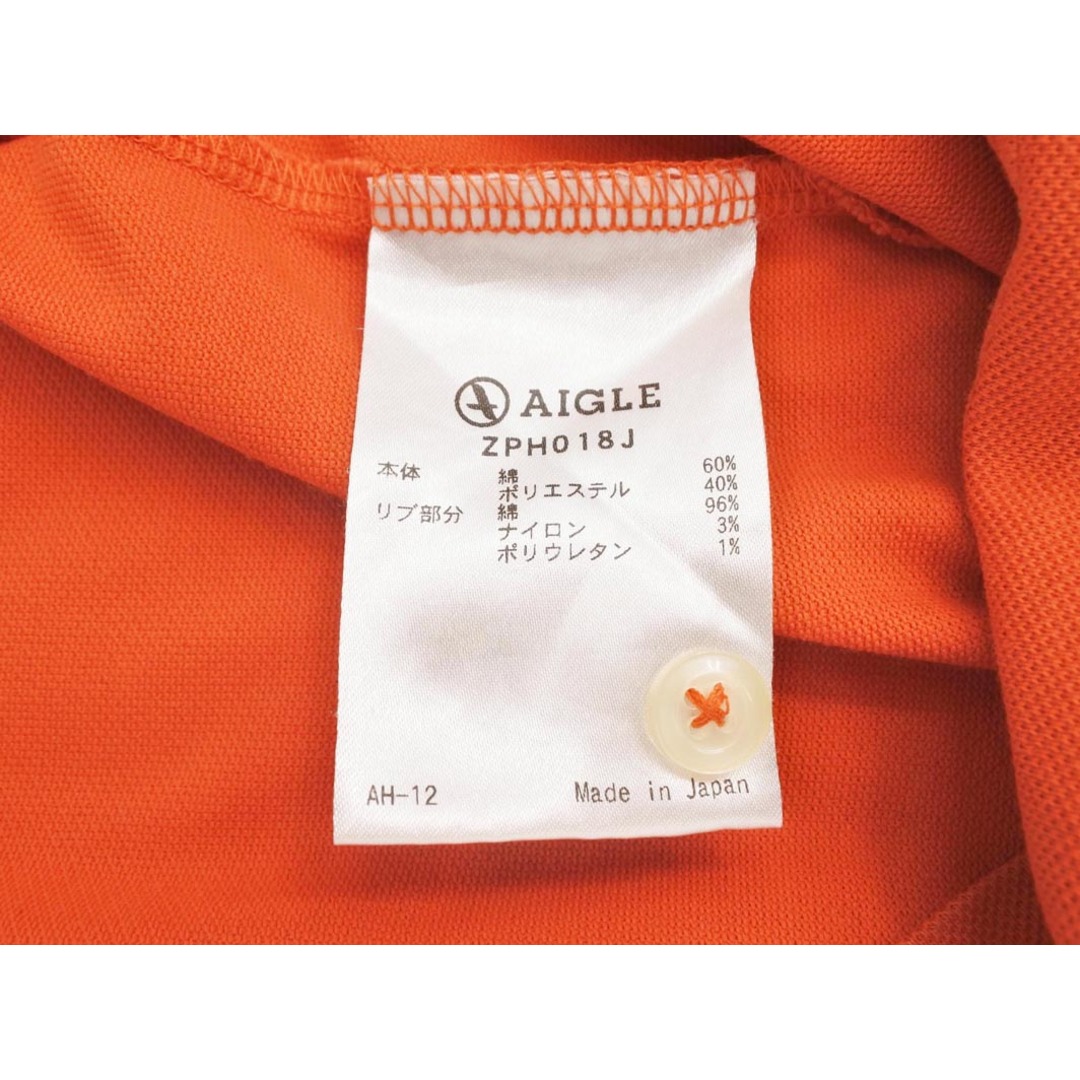 AIGLE
ZPH018J
本体 綿 60%
ポリエステル 40%
リブ部分 綿 96%
ナイロン 3%
ポリウレタン 1%
AH-12 Made in Japan